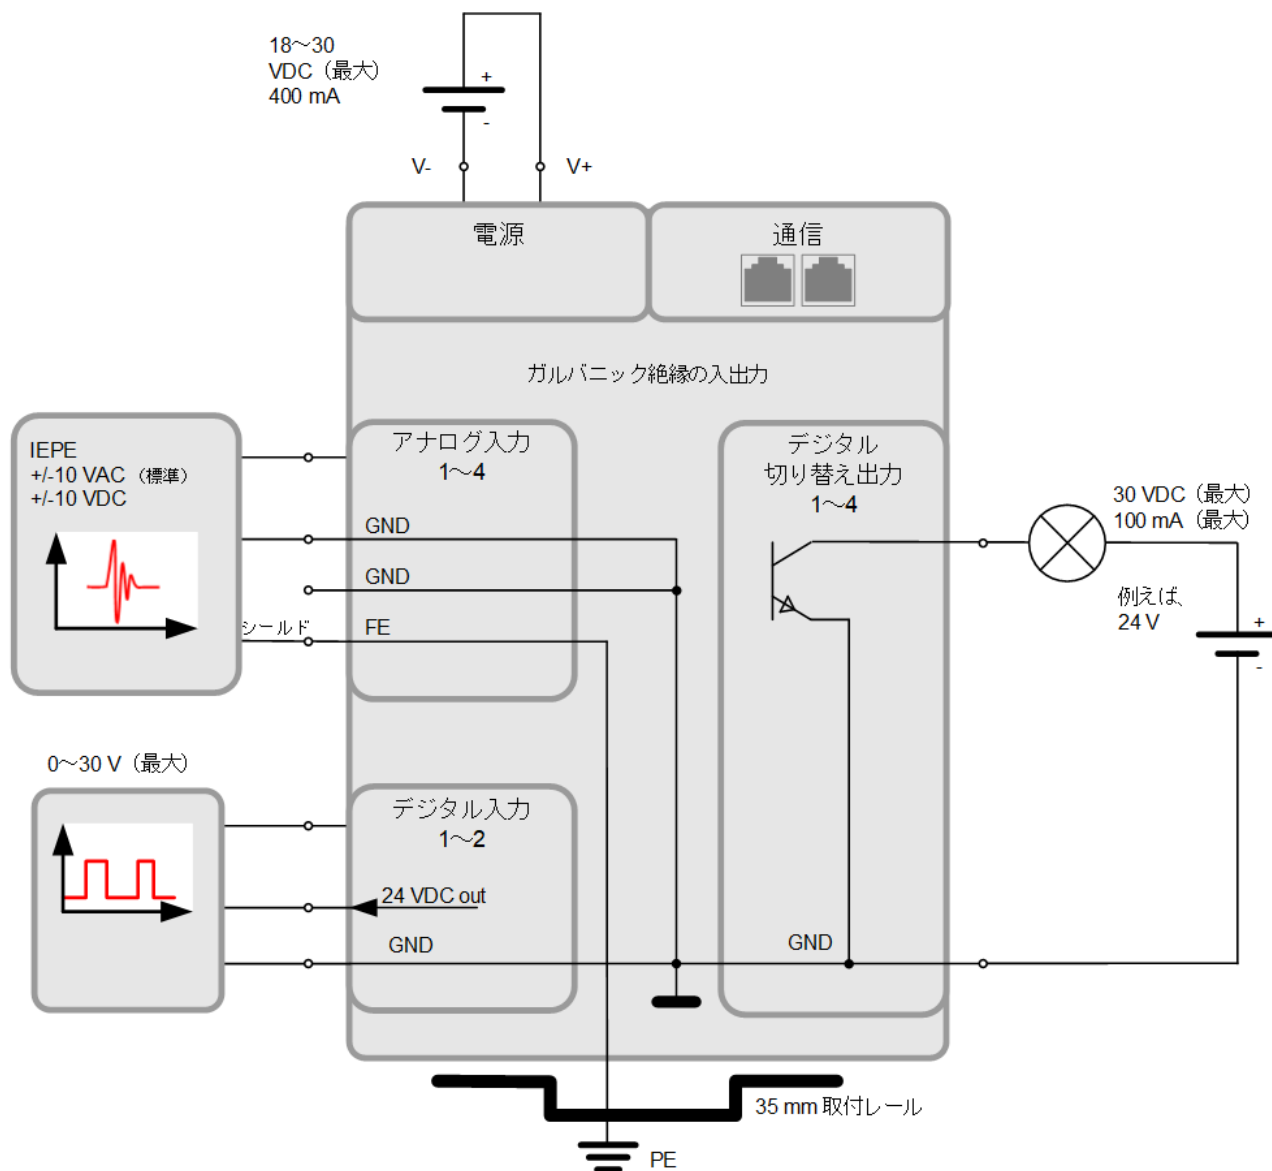 18～30
VDC（最大）
400 mA
+
-
V-
V+
電源
通信
ガルバニック絶縁の入出力
IEPE
+/-10 VAC （標準）
+/-10 VDC
アナログ入力
1～4
GND
GND
シールド
FE
デジタル
切り替え出力
1～4
30 VDC（最大）
100 mA（最大）
例えば、
24 V
+
-
0～30 V（最大）
デジタル入力
1～2
24 VDC out
GND
GND
35 mm 取付レール
PE